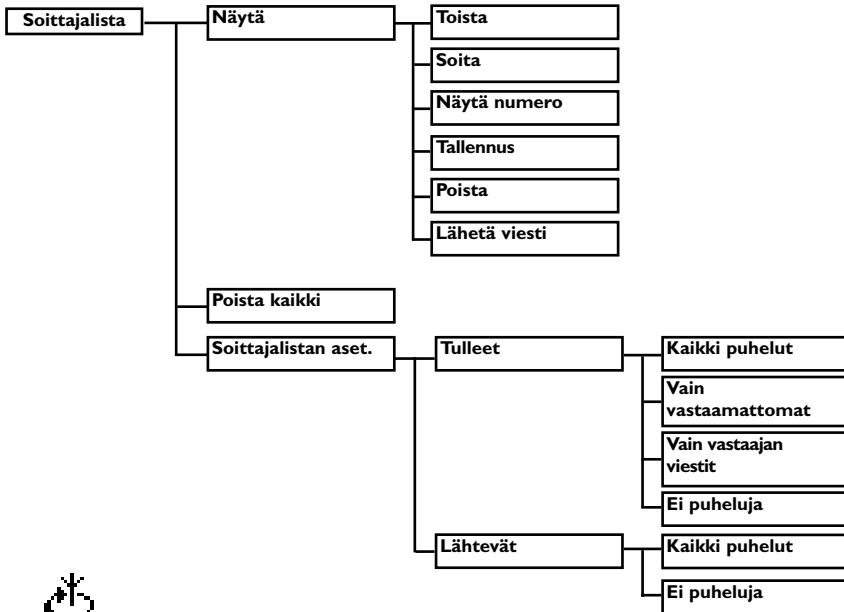 Soittajalista
Näytä
Toista
Soita
Näytä numero
Tallennus
Poista
Lähetä viesti
Poista kaikki
Soittajalistan aset.
Tulleet
Kaikki puhelut
Vain
vastaamattomat
Vain vastaajan
viestit
Ei puheluja
Lähtevät
Kaikki puhelut
Ei puheluja